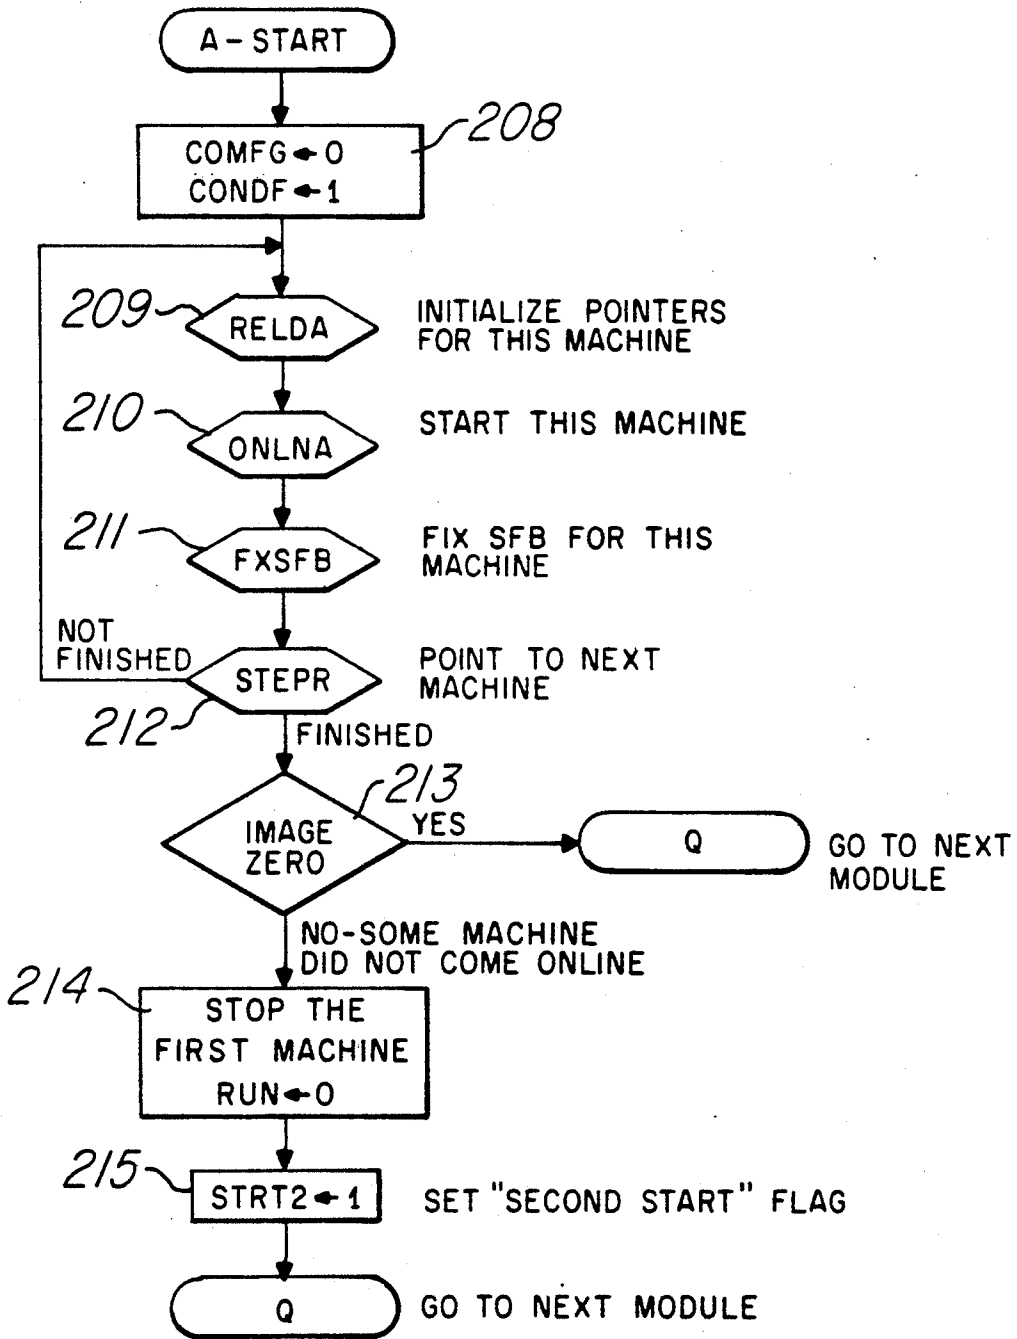 A-START
208
COMFG←0
CONDF←1
209
RELDA
INITIALIZE POINTERS
FOR THIS MACHINE
210
ONLNA
START THIS MACHINE
211
FXSFB
FIX SFB FOR THIS
MACHINE
NOT
FINISHED
STEPR
POINT TO NEXT
MACHINE
212
FINISHED
213
IMAGE
ZERO
YES
Q
GO TO NEXT
MODULE
NO-SOME MACHINE
DID NOT COME ONLINE
214
STOP THE
FIRST MACHINE
RUN←0
215
STRT2←1
SET "SECOND START" FLAG
Q
GO TO NEXT MODULE